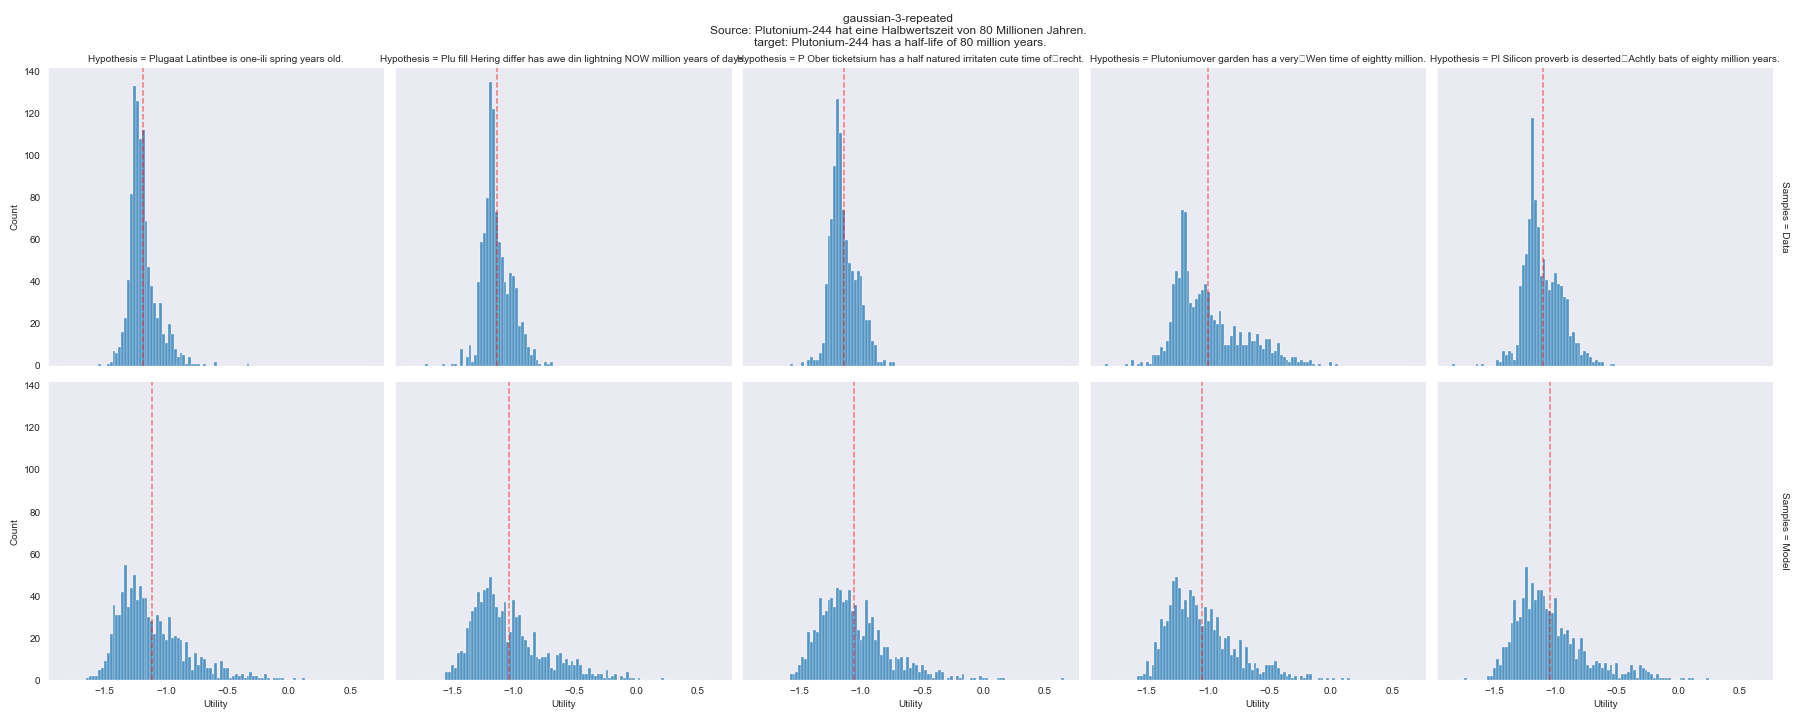 gaussian-3-repeated
Source: Plutonium-244 hat eine Halbwertszeit von 80 Millionen Jahren.
target: Plutonium-244 has a half-life of 80 million years.
Hypothesis = Plugaat Latintbee is one-ili spring years old.
Hypothesis = Plu fill Hering differ has awe din lightning NOW million years of days
Hypothesis = P Ober ticketsium has a half natured irritaten cute time of□recht.
Hypothesis = Plutoniumover garden has a very□Wen time of eightty million.
Hypothesis = Pl Silicon proverb is deserted□Achtly bats of eighty million years.
140
120
100
80
60
40
20
0
Count
Samples = Data
140
120
100
80
60
40
20
0
Count
Samples = Model
−1.5 −1.0 −0.5 0.0 0.5
−1.5 −1.0 −0.5 0.0 0.5
−1.5 −1.0 −0.5 0.0 0.5
−1.5 −1.0 −0.5 0.0 0.5
−1.5 −1.0 −0.5 0.0 0.5
Utility
Utility
Utility
Utility
Utility